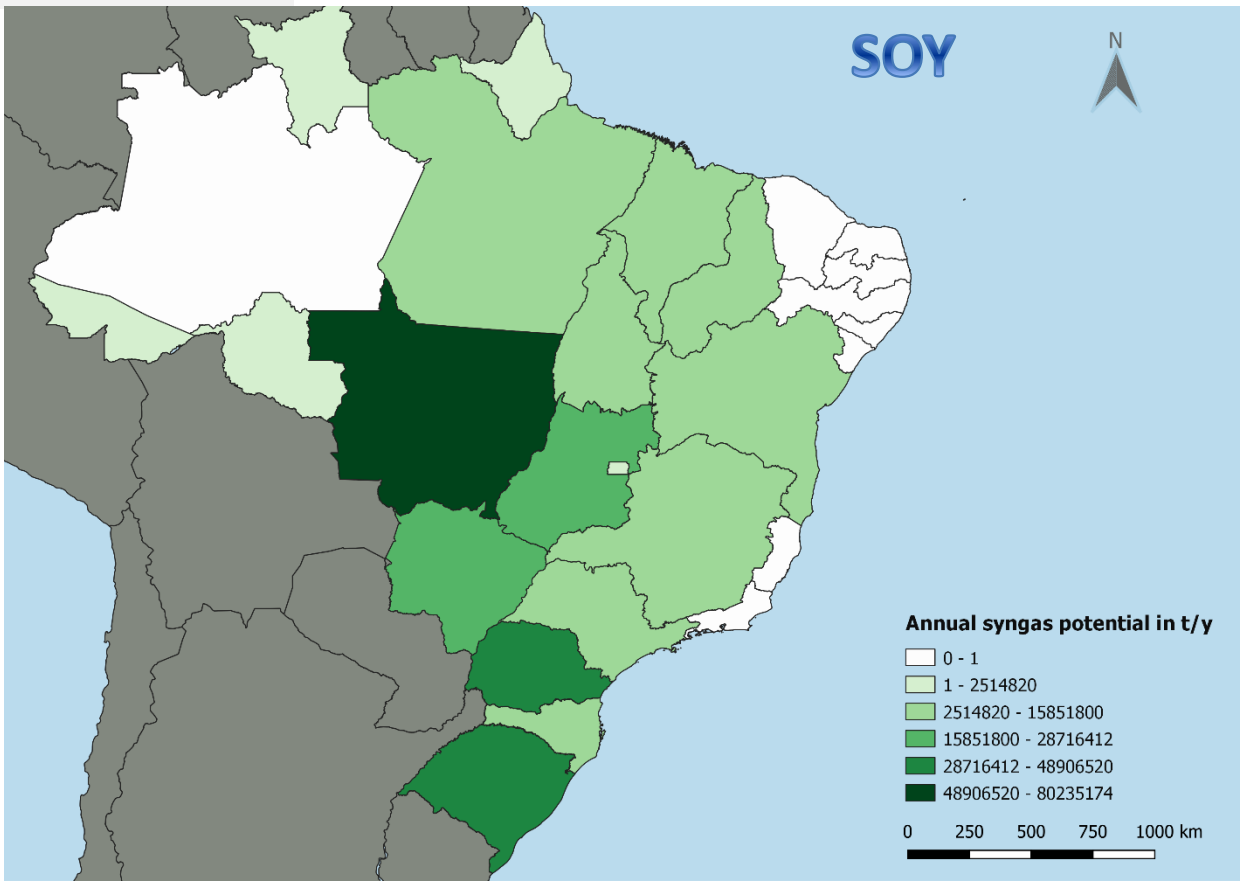 SOY
N
Annual syngas potential in t/y
0 - 1
1 - 2514820
2514820 - 15851800
15851800 - 28716412
28716412 - 48906520
48906520 - 80235174
0 250 500 750 1000 km